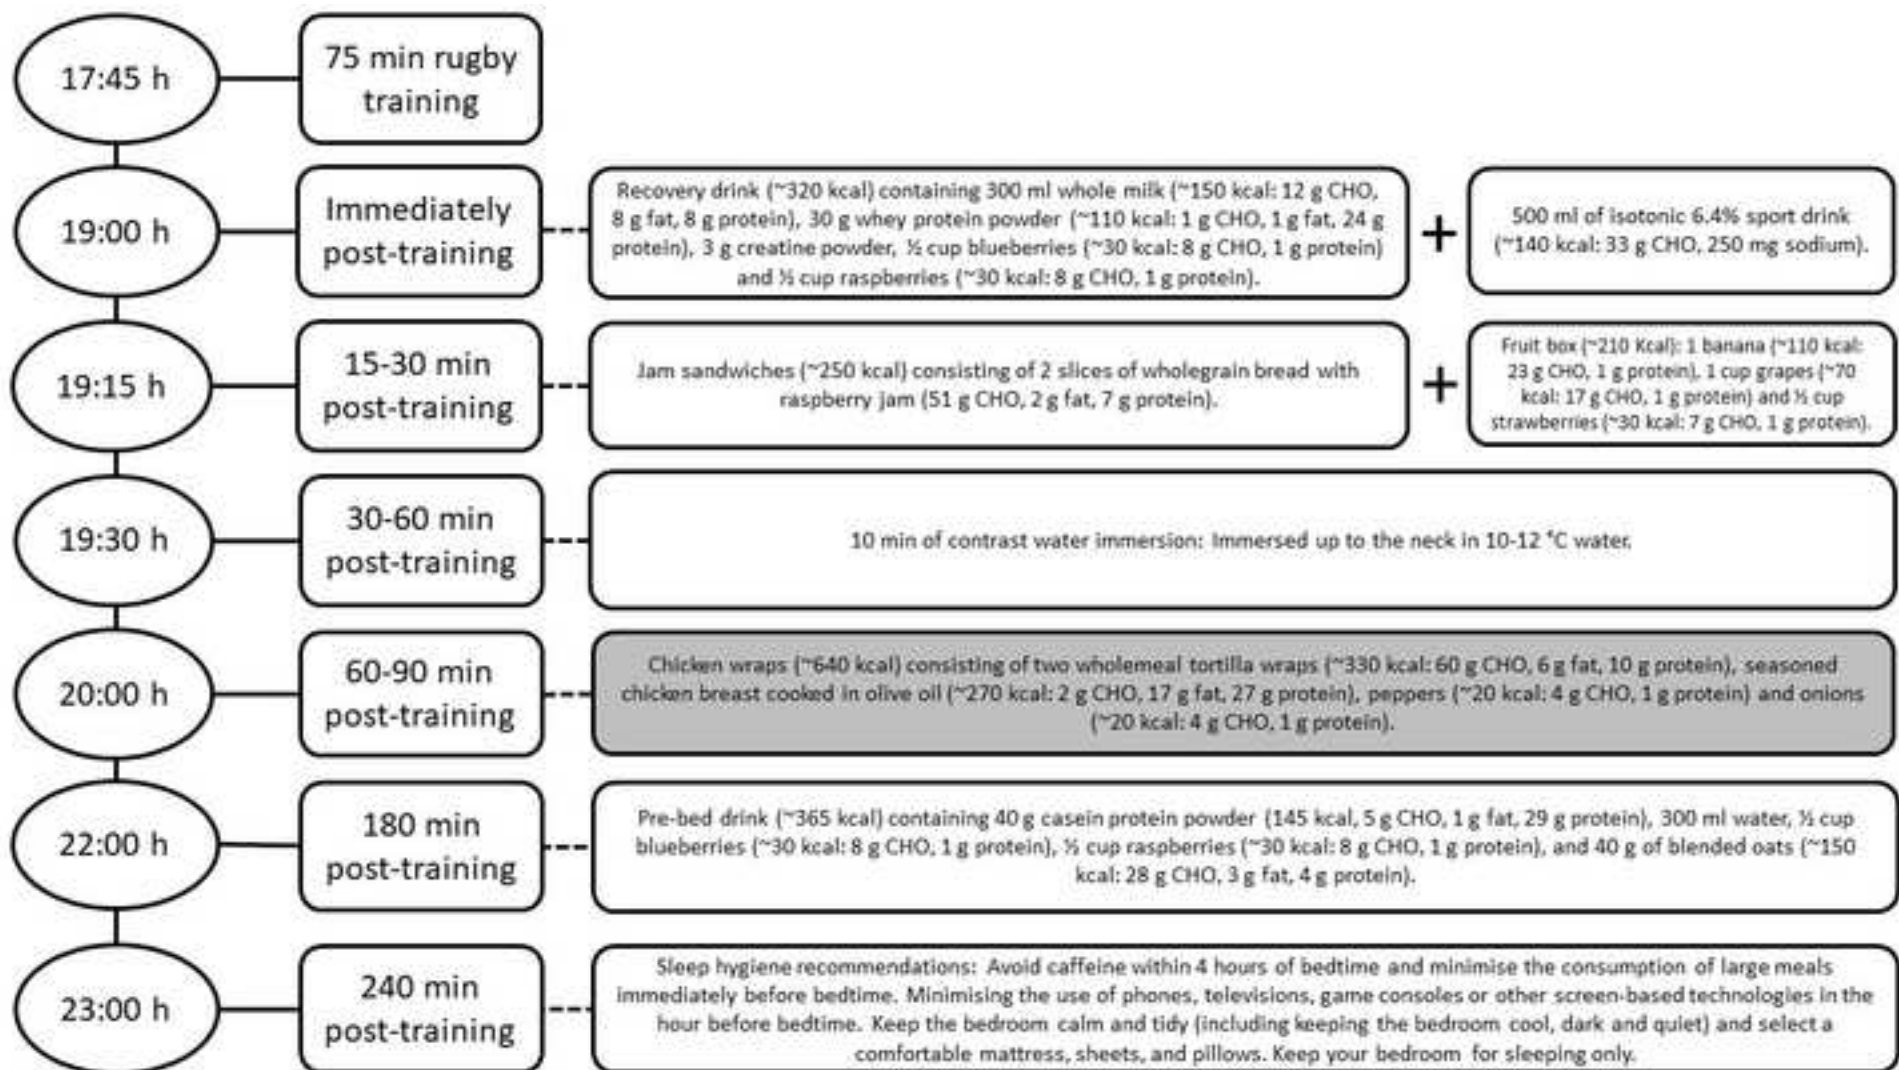 17:45 h
75 min rugby
training
19:00 h
Immediately
post-training
Recovery drink (~320 kcal) containing 300 ml whole milk (~150 kcal: 12 g CHO,
8 g fat, 8 g protein), 30 g whey protein powder (~110 kcal: 1 g CHO, 1 g fat, 24 g
protein), 3 g creatine powder, ½ cup blueberries (~30 kcal: 8 g CHO, 1 g protein)
and ½ cup raspberries (~30 kcal: 8 g CHO, 1 g protein).
+
500 ml of isotonic 6.4% sport drink
(~140 kcal: 33 g CHO, 250 mg sodium).
19:15 h
15-30 min
post-training
Jam sandwiches (~250 kcal) consisting of 2 slices of wholegrain bread with
raspberry jam (51 g CHO, 2 g fat, 7 g protein).
+
Fruit box (~210 Kcal): 1 banana (~110 kcal:
23 g CHO, 1 g protein), 1 cup grapes (~70
kcal: 17 g CHO, 1 g protein) and ½ cup
strawberries (~30 kcal: 7 g CHO, 1 g protein).
19:30 h
30-60 min
post-training
10 min of contrast water immersion: Immersed up to the neck in 10-12 °C water.
20:00 h
60-90 min
post-training
Chicken wraps (~640 kcal) consisting of two wholemeal tortilla wraps (~330 kcal: 60 g CHO, 6 g fat, 10 g protein), seasoned
chicken breast cooked in olive oil (~270 kcal: 2 g CHO, 17 g fat, 27 g protein), peppers (~20 kcal: 4 g CHO, 1 g protein) and onions
(~20 kcal: 4 g CHO, 1 g protein).
22:00 h
180 min
post-training
Pre-bed drink (~365 kcal) containing 40 g casein protein powder (145 kcal, 5 g CHO, 1 g fat, 29 g protein), 300 ml water, ½ cup
blueberries (~30 kcal: 8 g CHO, 1 g protein), ½ cup raspberries (~30 kcal: 8 g CHO, 1 g protein), and 40 g of blended oats (~150
kcal: 28 g CHO, 3 g fat, 4 g protein).
23:00 h
240 min
post-training
Sleep hygiene recommendations: Avoid caffeine within 4 hours of bedtime and minimise the consumption of large meals
immediately before bedtime. Minimising the use of phones, televisions, game consoles or other screen-based technologies in the
hour before bedtime. Keep the bedroom calm and tidy (including keeping the bedroom cool, dark and quiet) and select a
comfortable mattress, sheets, and pillows. Keep your bedroom for sleeping only.